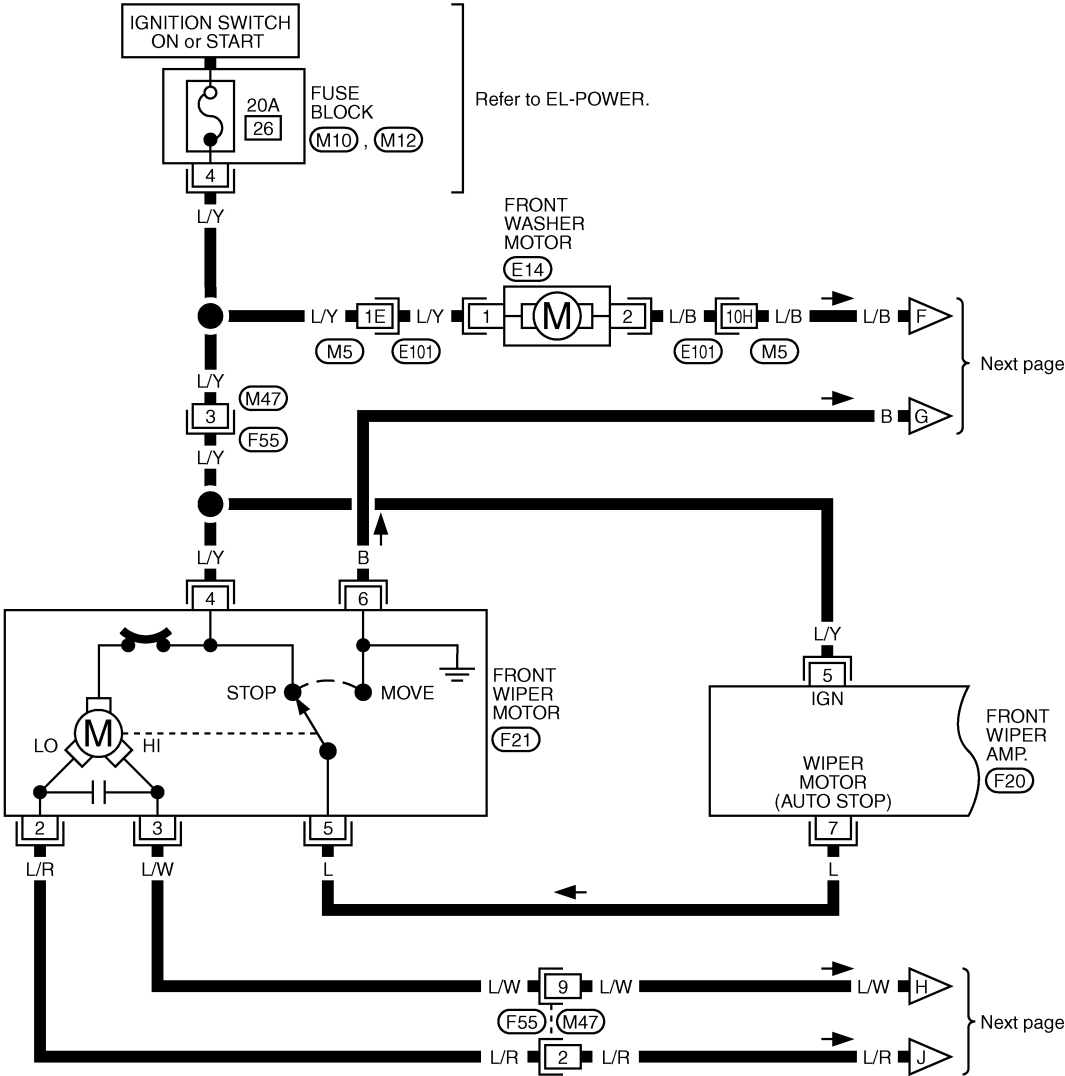 IGNITION SWITCH
ON or START
20A
26
FUSE
BLOCK
M10 , M12
Refer to EL-POWER.
4
L/Y
FRONT
WASHER
MOTOR
E14
L/Y
1E
L/Y
1
M
2
L/B
10H
L/B
L/B
F
M5
E101
E101
M5
Next page
L/Y
M47
3
F55
L/Y
B
G
L/Y
B
4
6
L/Y
5
IGN
STOP
MOVE
FRONT
WIPER
MOTOR
F21
LO
M
HI
FRONT
WIPER
AMP.
F20
WIPER
MOTOR
(AUTO STOP)
2
3
5
7
L/R
L/W
L
L
L/W
9
L/W
L/W
H
F55
M47
Next page
L/R
2
L/R
L/R
J